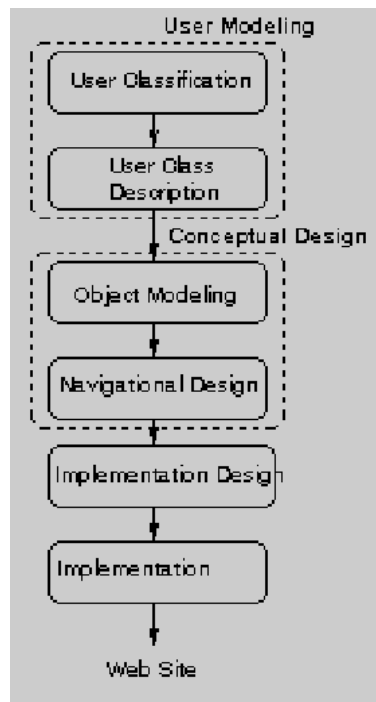 User Modeling
User Classification
User Class
Description
Conceptual Design
Object Modeling
Navigational Design
Implementation Design
Implementation
Web Site